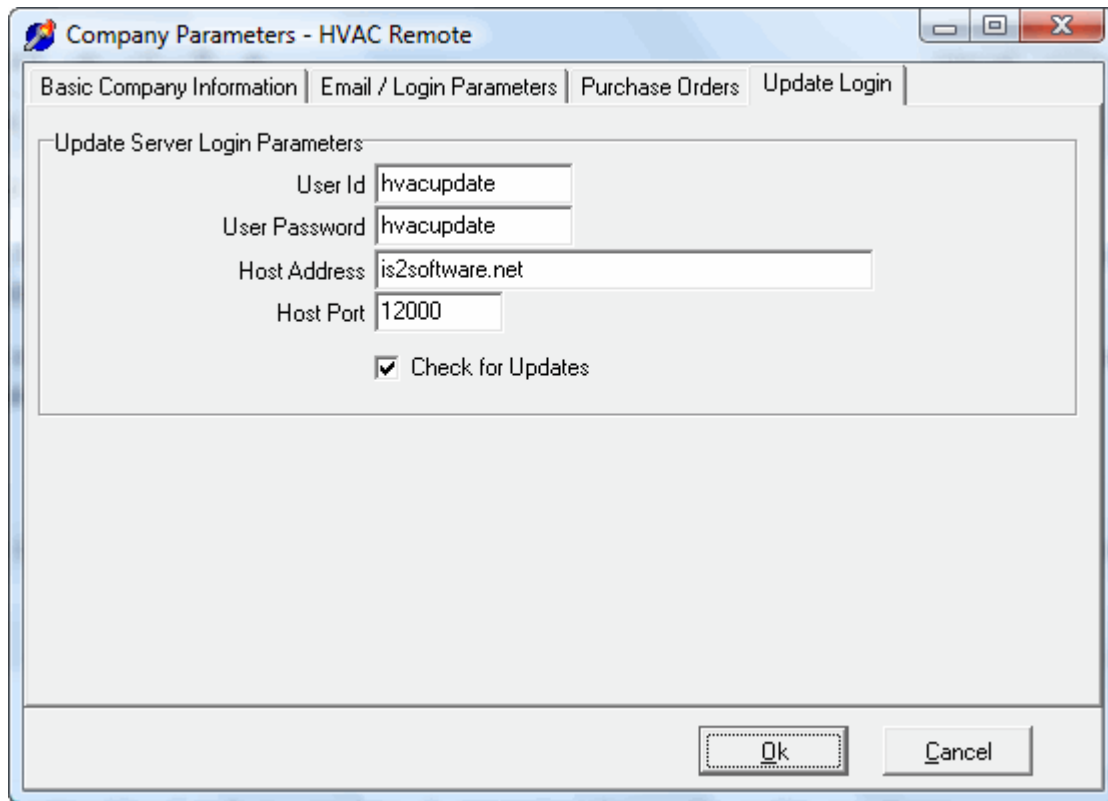 Company Parameters - HVAC Remote
Basic Company Information Email / Login Parameters Purchase Orders Update Login
Update Server Login Parameters
User Id hvacupdate
User Password hvacupdate
Host Address is2software.net
Host Port 12000
Check for Updates
Ok Cancel